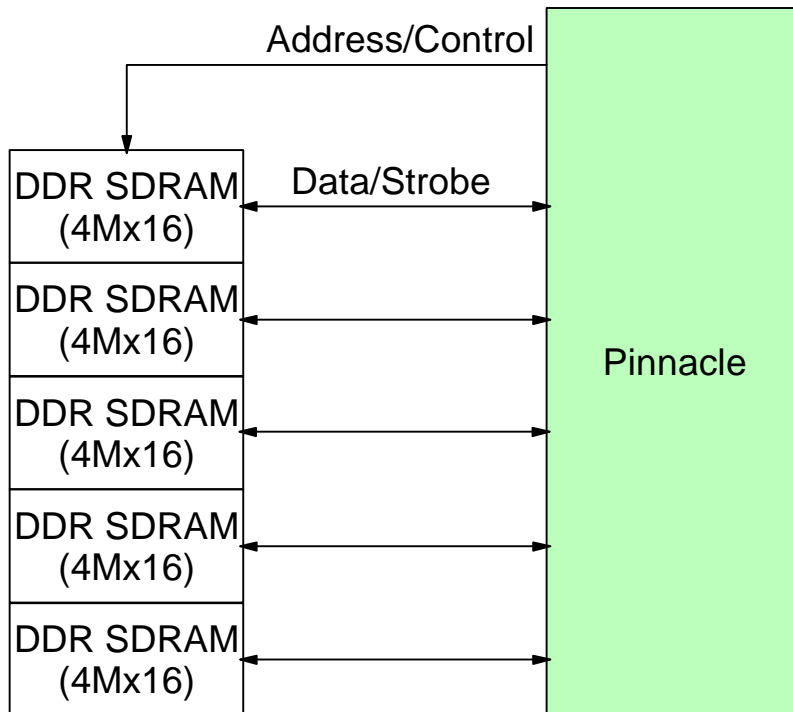 Address/Control
DDR SDRAM
(4Mx16)
Data/Strobe
DDR SDRAM
(4Mx16)
DDR SDRAM
(4Mx16)
DDR SDRAM
(4Mx16)
DDR SDRAM
(4Mx16)
Pinnacle